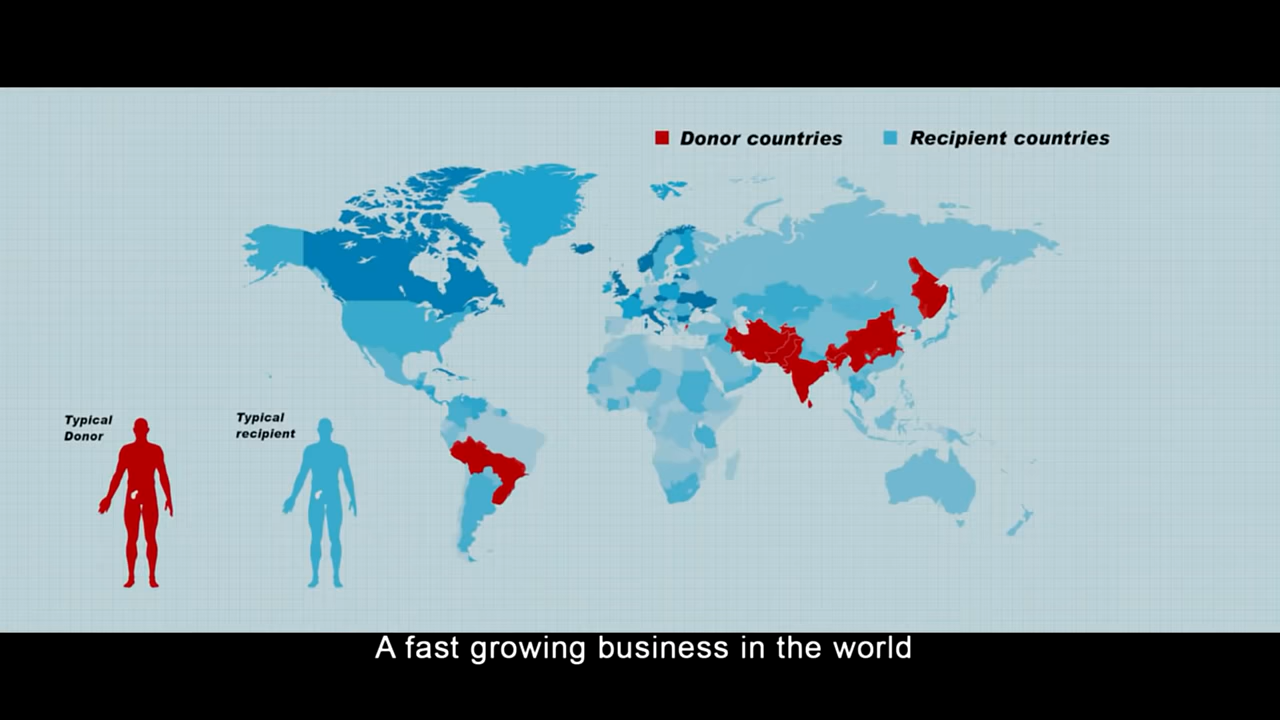 Donor countries
Recipient countries
Typical
Donor
Typical
recipient
A fast growing business in the world